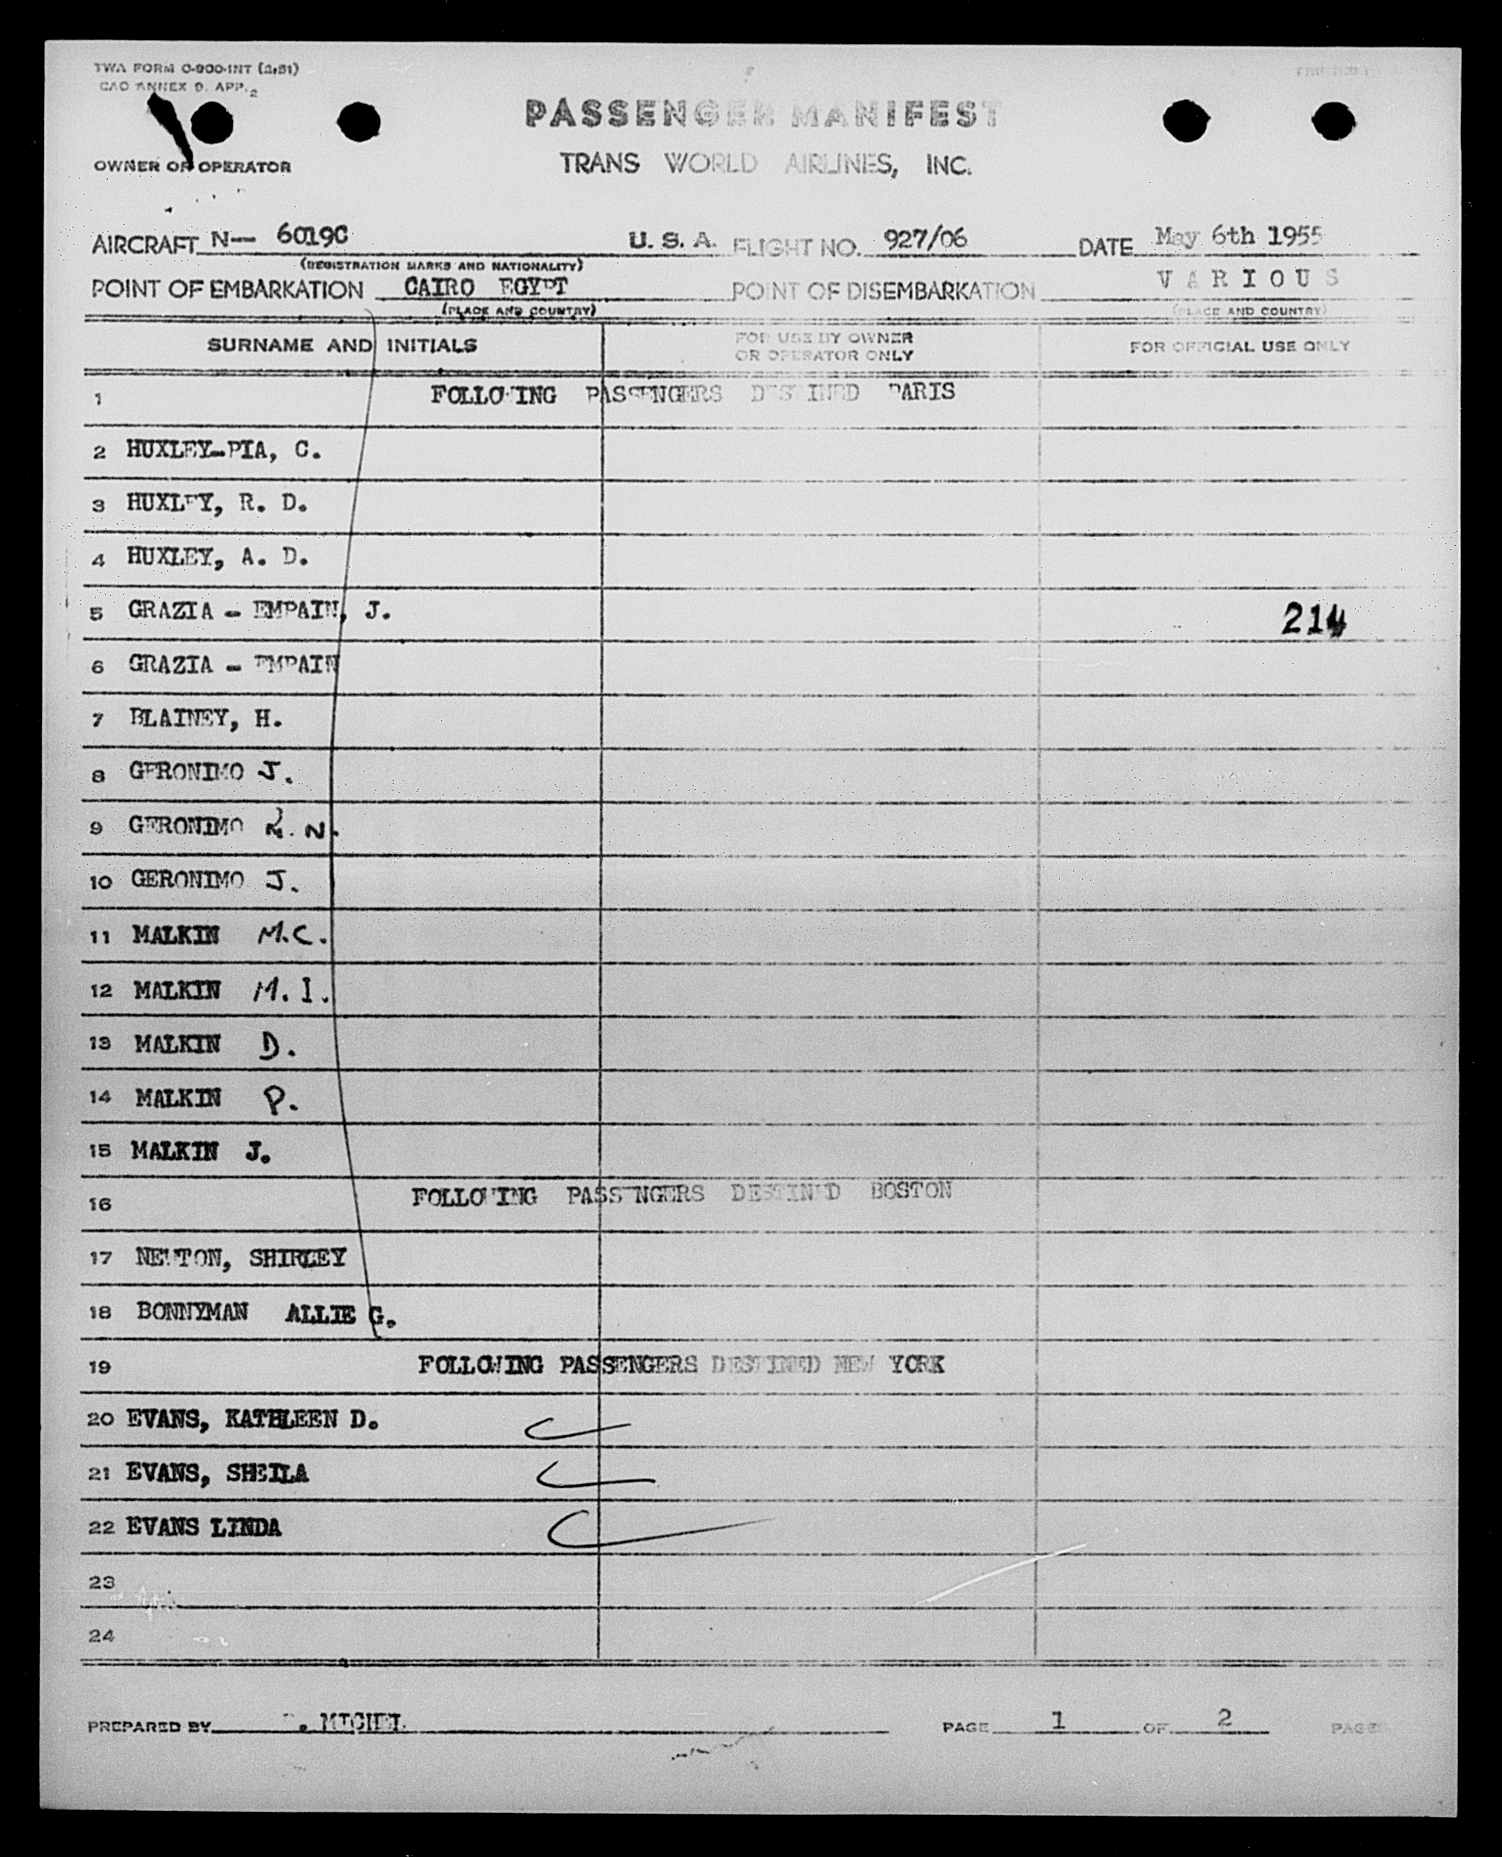 TWA FORM O-900-INT (2-51)
CAO ANNEX 9. APP. 2
PASSENGER MANIFEST
OWNER OR OPERATOR
TRANS WORLD AIRLINES, INC.
AIRCRAFT N-- 6019C U. S. A. FLIGHT NO. 927/06 DATE May 6th 1955
(REGISTRATION MARKS AND NATIONALITY)
POINT OF EMBARKATION CAIRO EGYPT POINT OF DISEMBARKATION VARIOUS
(PLACE AND COUNTRY) (PLACE AND COUNTRY)
SURNAME AND INITIALS FOR USE BY OWNER OR OPERATOR ONLY FOR OFFICIAL USE ONLY
1 FOLLOWING PASSENGERS DESTINED PARIS
2 HUXLEY-PIA, C.
3 HUXLEY, R. D.
4 HUXLEY, A. D.
5 GRAZIA - EMPAIN, J. 214
6 GRAZIA - EMPAIN
7 BLAINEY, H.
8 GERONIMO J.
9 GERONIMO N.
10 GERONIMO J.
11 MALKIN M.C.
12 MALKIN M. I.
13 MALKIN D.
14 MALKIN P.
15 MALKIN J.
16 FOLLOWING PASSENGERS DESTINED BOSTON
17 NEWTON, SHIRLEY
18 BONNYMAN ALLIE G.
19 FOLLOWING PASSENGERS DESTINED NEW YORK
20 EVANS, KATHLEEN D.
21 EVANS, SHEILA
22 EVANS LINDA
23
24
PREPARED BY MICHEL PAGE 1 OF 2 PAGES